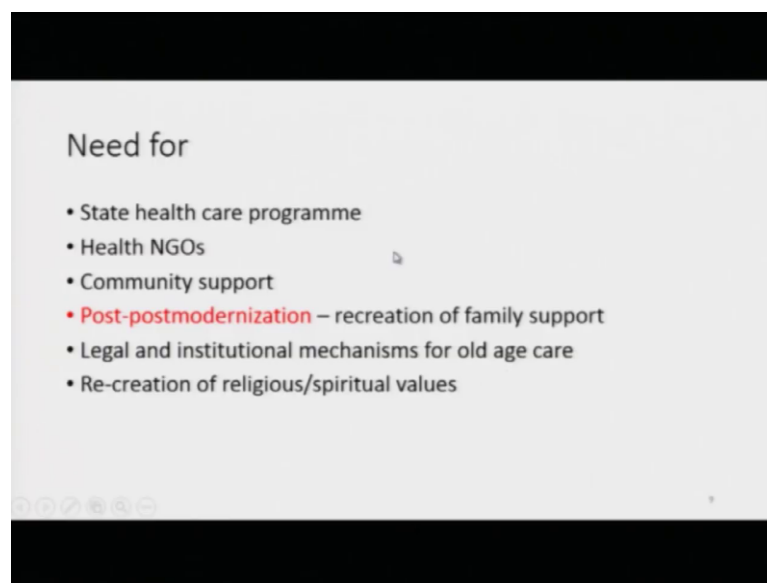 Need for
• State health care programme
• Health NGOs
• Community support
• Post-postmodernization – recreation of family support
• Legal and institutional mechanisms for old age care
• Re-creation of religious/spiritual values